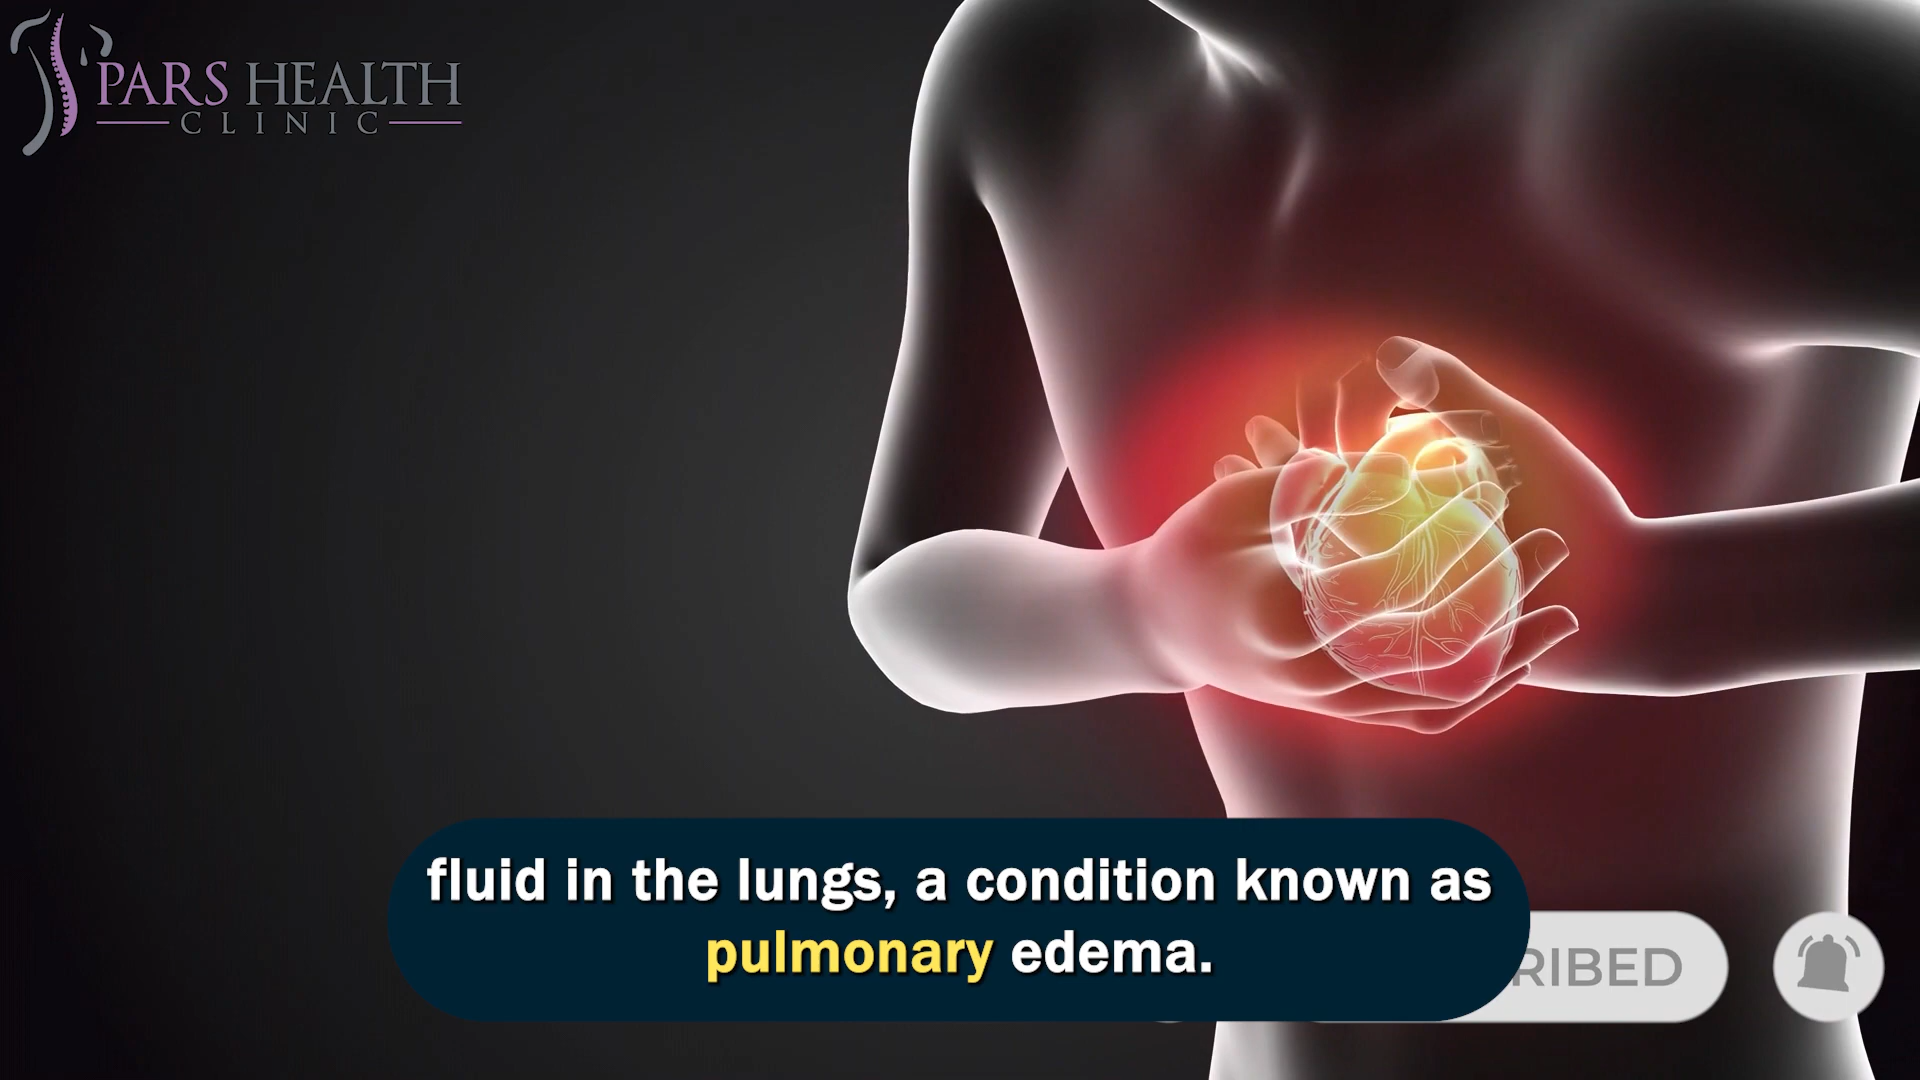 PARS HEALTH
CLINIC
fluid in the lungs, a condition known as
pulmonary edema.
RIBED